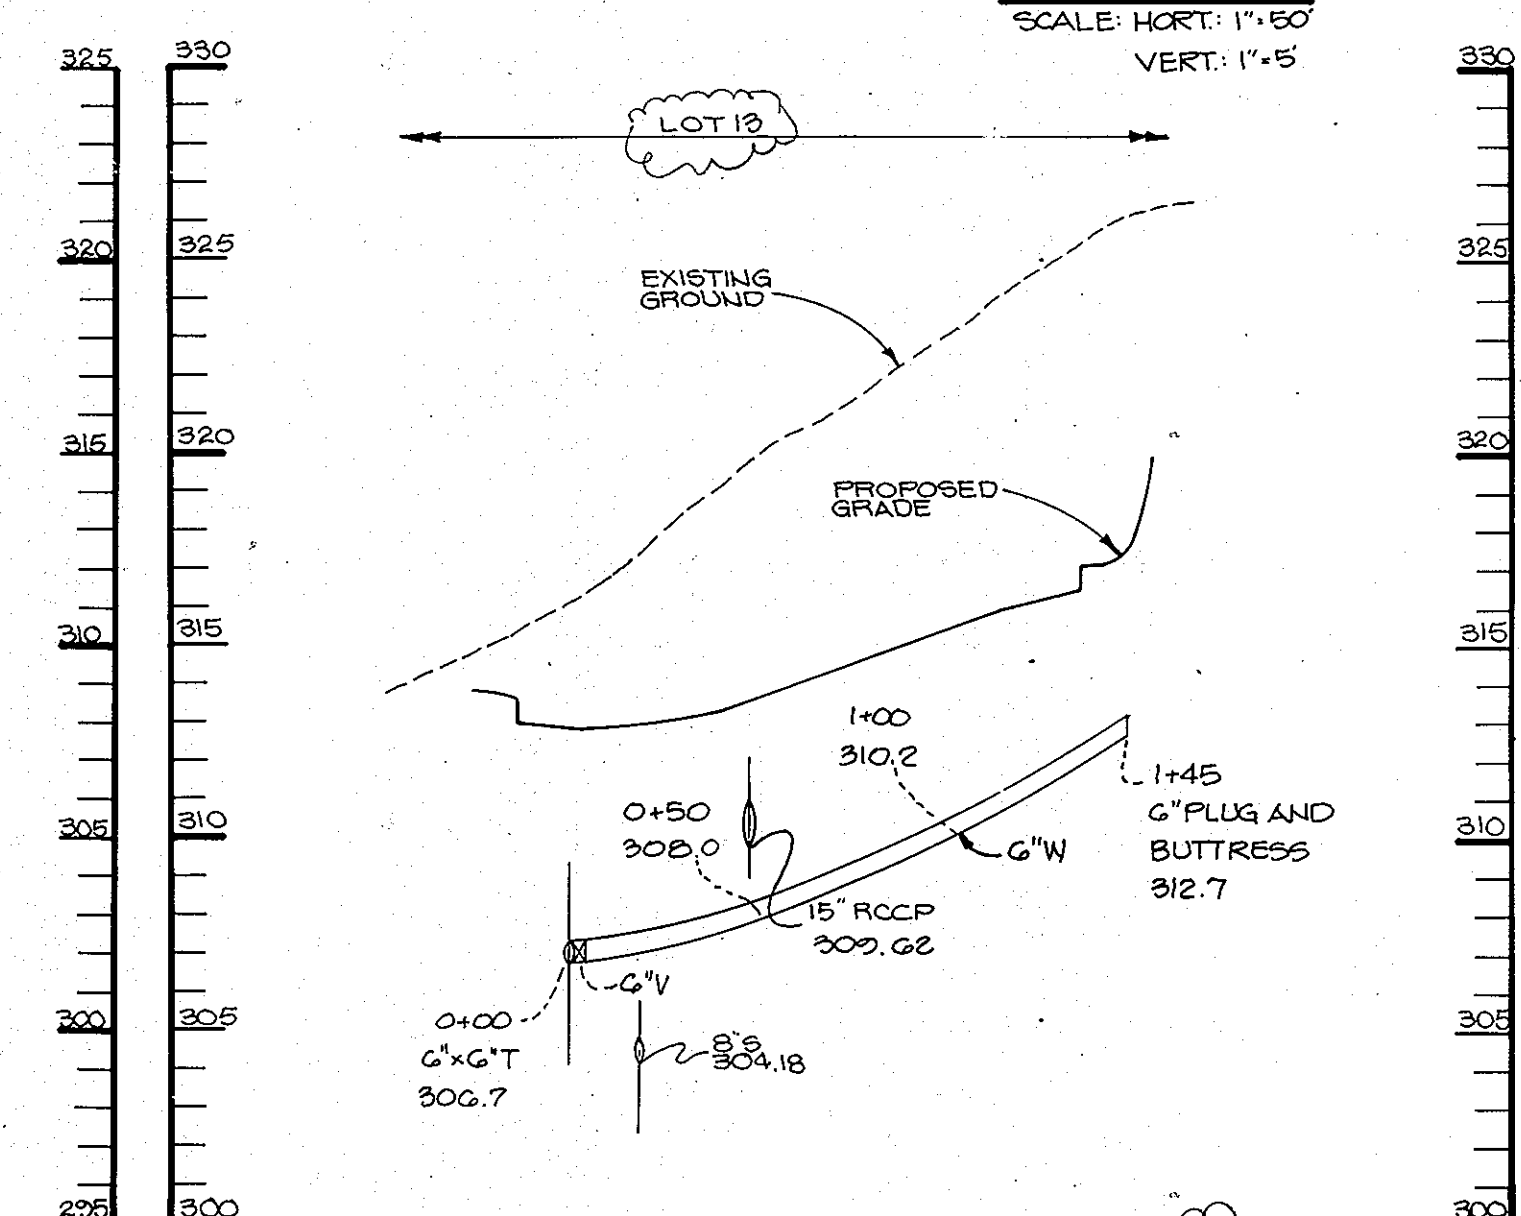 SCALE: HORT.: 1"=50'
VERT.: 1"=5'
325
330
330
LOT 13
320
325
325
EXISTING
GROUND
315
320
320
PROPOSED
GRADE
310
315
315
1+00
310.2
1+45
6" PLUG AND
BUTTRESS
312.7
0+50
308.0
305
310
310
6"W
15" RCCP
309.62
6"V
300
305
305
0+00
6"x6"T
306.7
8"S
304.18
295
300
300